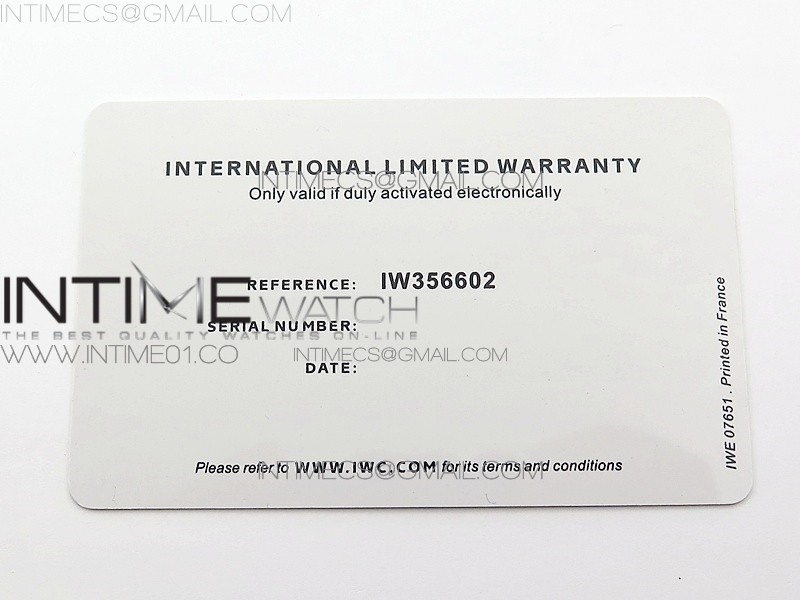 INTIMECS@GMAIL.COM
INTERNATIONAL LIMITED WARRANTY
INTIMECS@GMAIL.COM
Only valid if duly activated electronically
REFERENCE: IW356602
INTIME WATCH
SERIAL NUMBER:
THE BEST QUALITY WATCHES ON-LINE
WWW.INTIME01.CO
INTIMECS@GMAIL.COM
DATE:
Please refer to WWW.IWC.COM for its terms and conditions
INTIMECS@GMAIL.COM
IWE 07651 . Printed in France